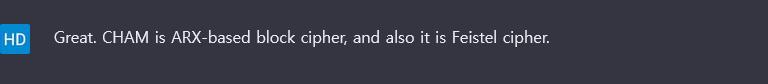 HD Great. CHAM is ARX-based block cipher, and also it is Feistel cipher.